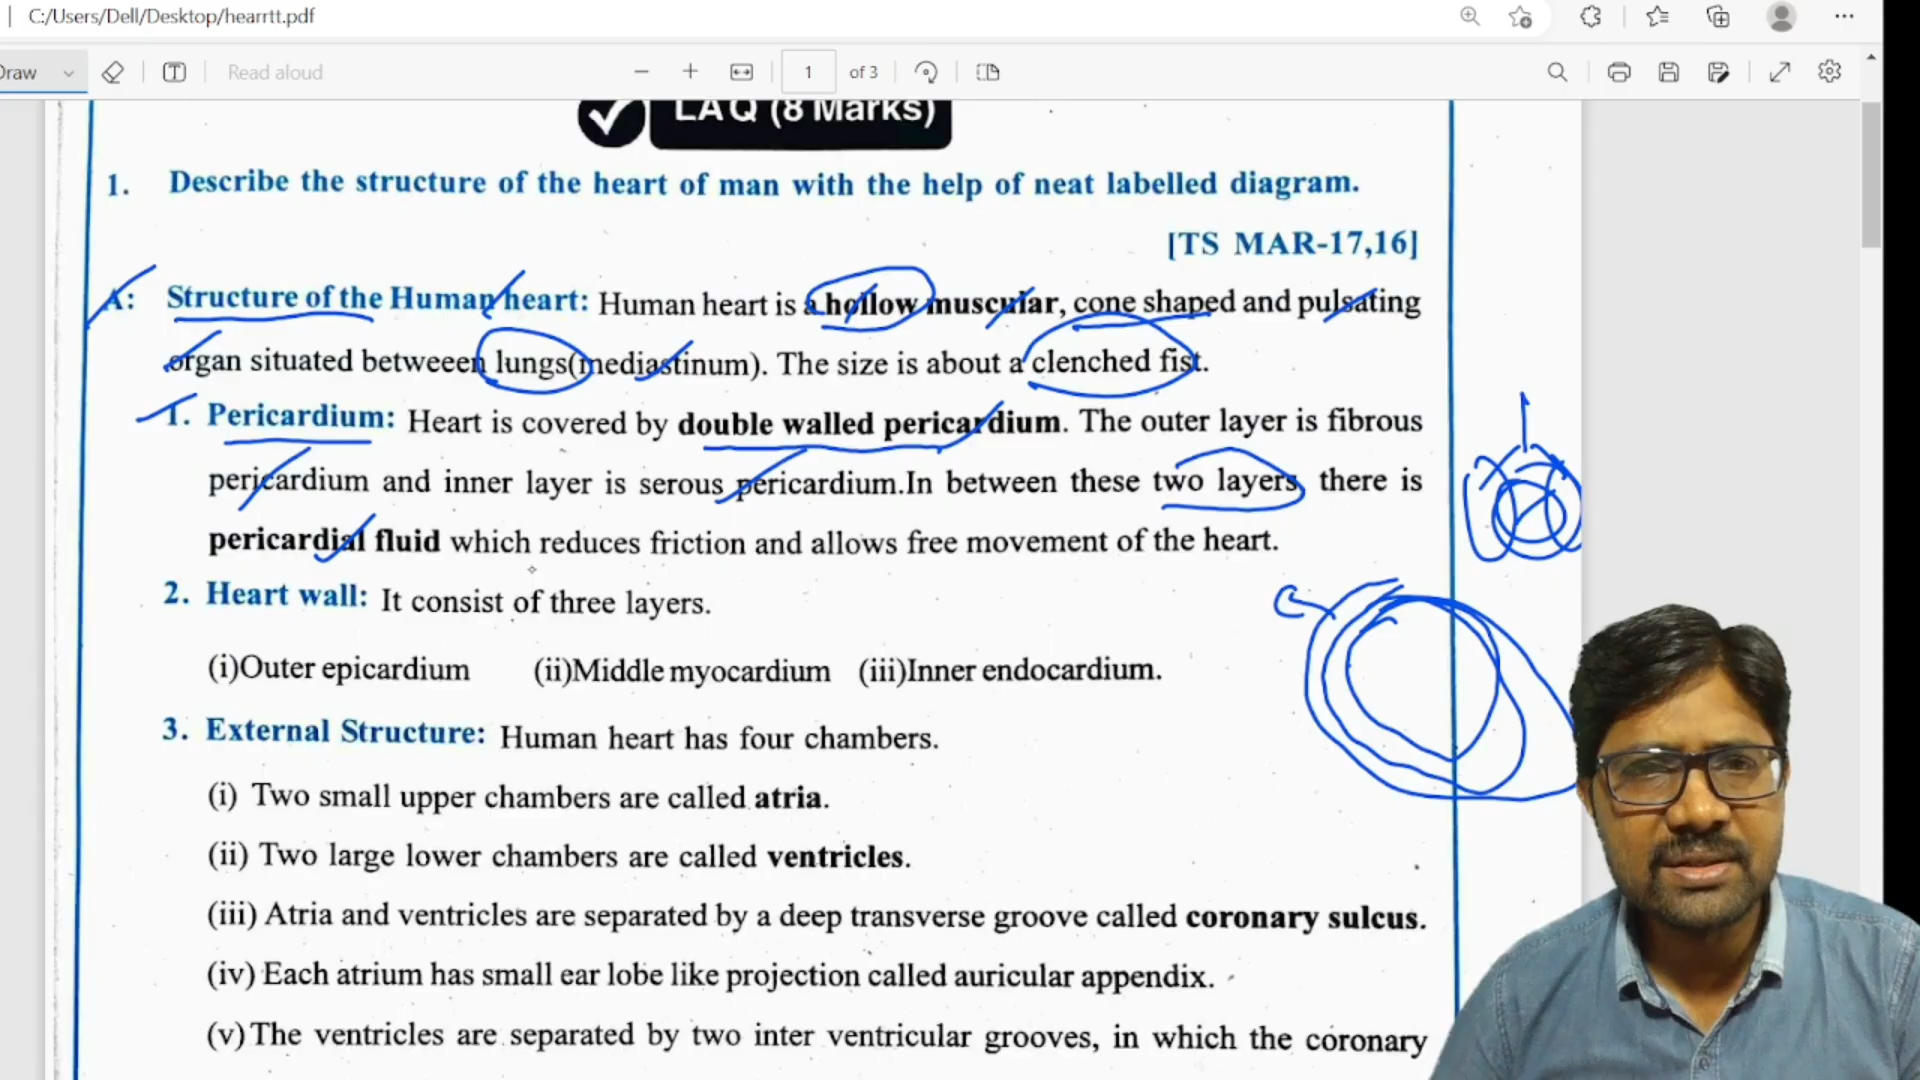 C:/Users/Dell/Desktop/hearrtt.pdf
Draw
Read aloud
1
of 3
LAQ (8 Marks)
1. Describe the structure of the heart of man with the help of neat labelled diagram.
[TS MAR-17,16]
A: Structure of the Human heart: Human heart is a hollow muscular, cone shaped and pulsating
organ situated betweeen lungs(mediastinum). The size is about a clenched fist.
1. Pericardium: Heart is covered by double walled pericardium. The outer layer is fibrous
pericardium and inner layer is serous pericardium.In between these two layers, there is
pericardial fluid which reduces friction and allows free movement of the heart.
2. Heart wall: It consist of three layers.
(i)Outer epicardium (ii)Middle myocardium (iii)Inner endocardium.
3. External Structure: Human heart has four chambers.
(i) Two small upper chambers are called atria.
(ii) Two large lower chambers are called ventricles.
(iii) Atria and ventricles are separated by a deep transverse groove called coronary sulcus.
(iv) Each atrium has small ear lobe like projection called auricular appendix.
(v) The ventricles are separated by two inter ventricular grooves, in which the coronary